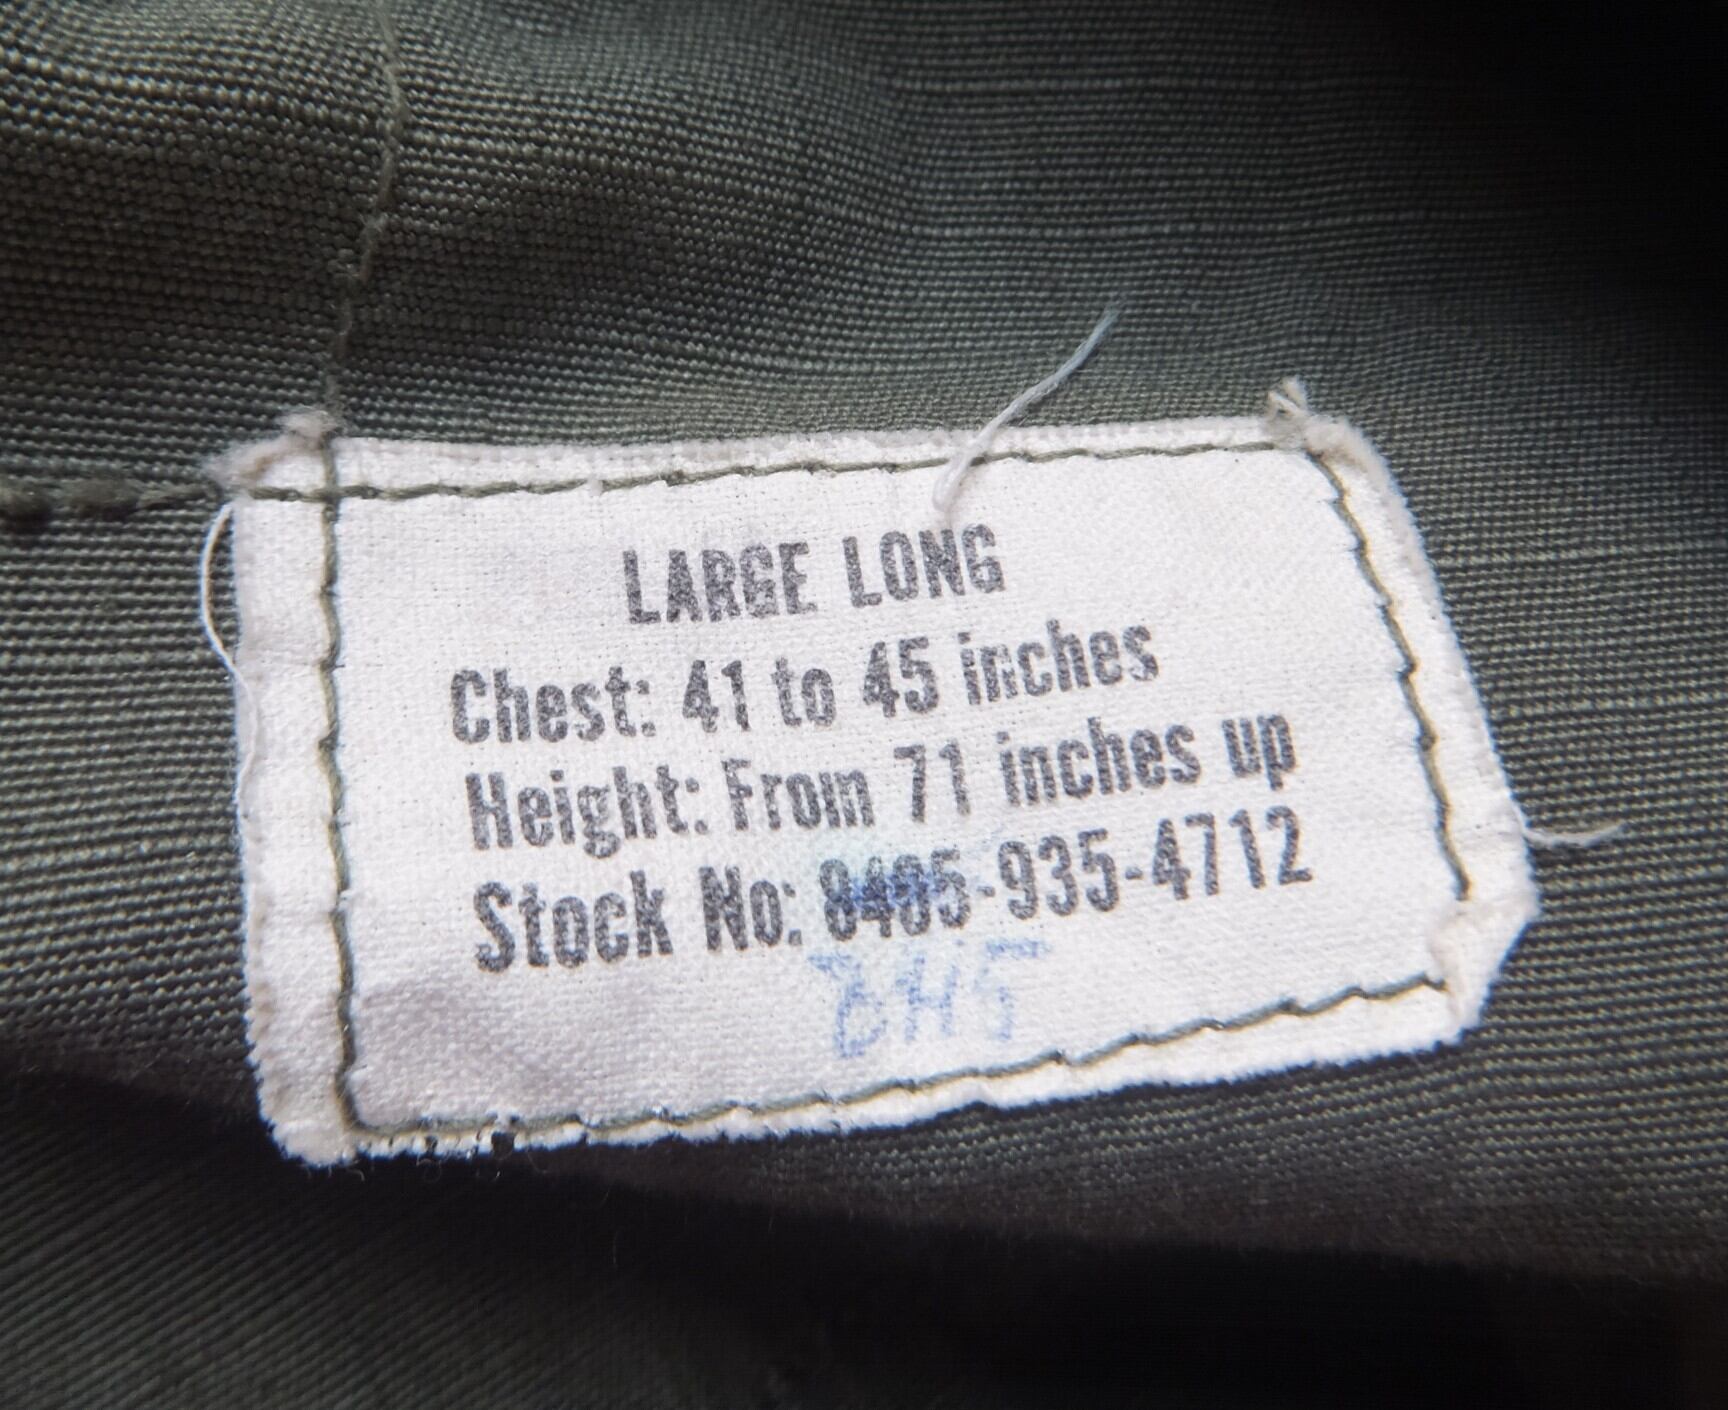 LARGE LONG
Chest: 41 to 45 inches
Height: From 71 inches up
Stock No: 8405-935-4712